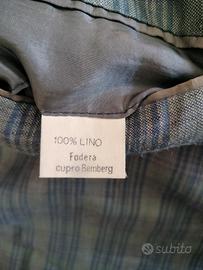 100% LINO
Fodera
cupro Bemberg
subito